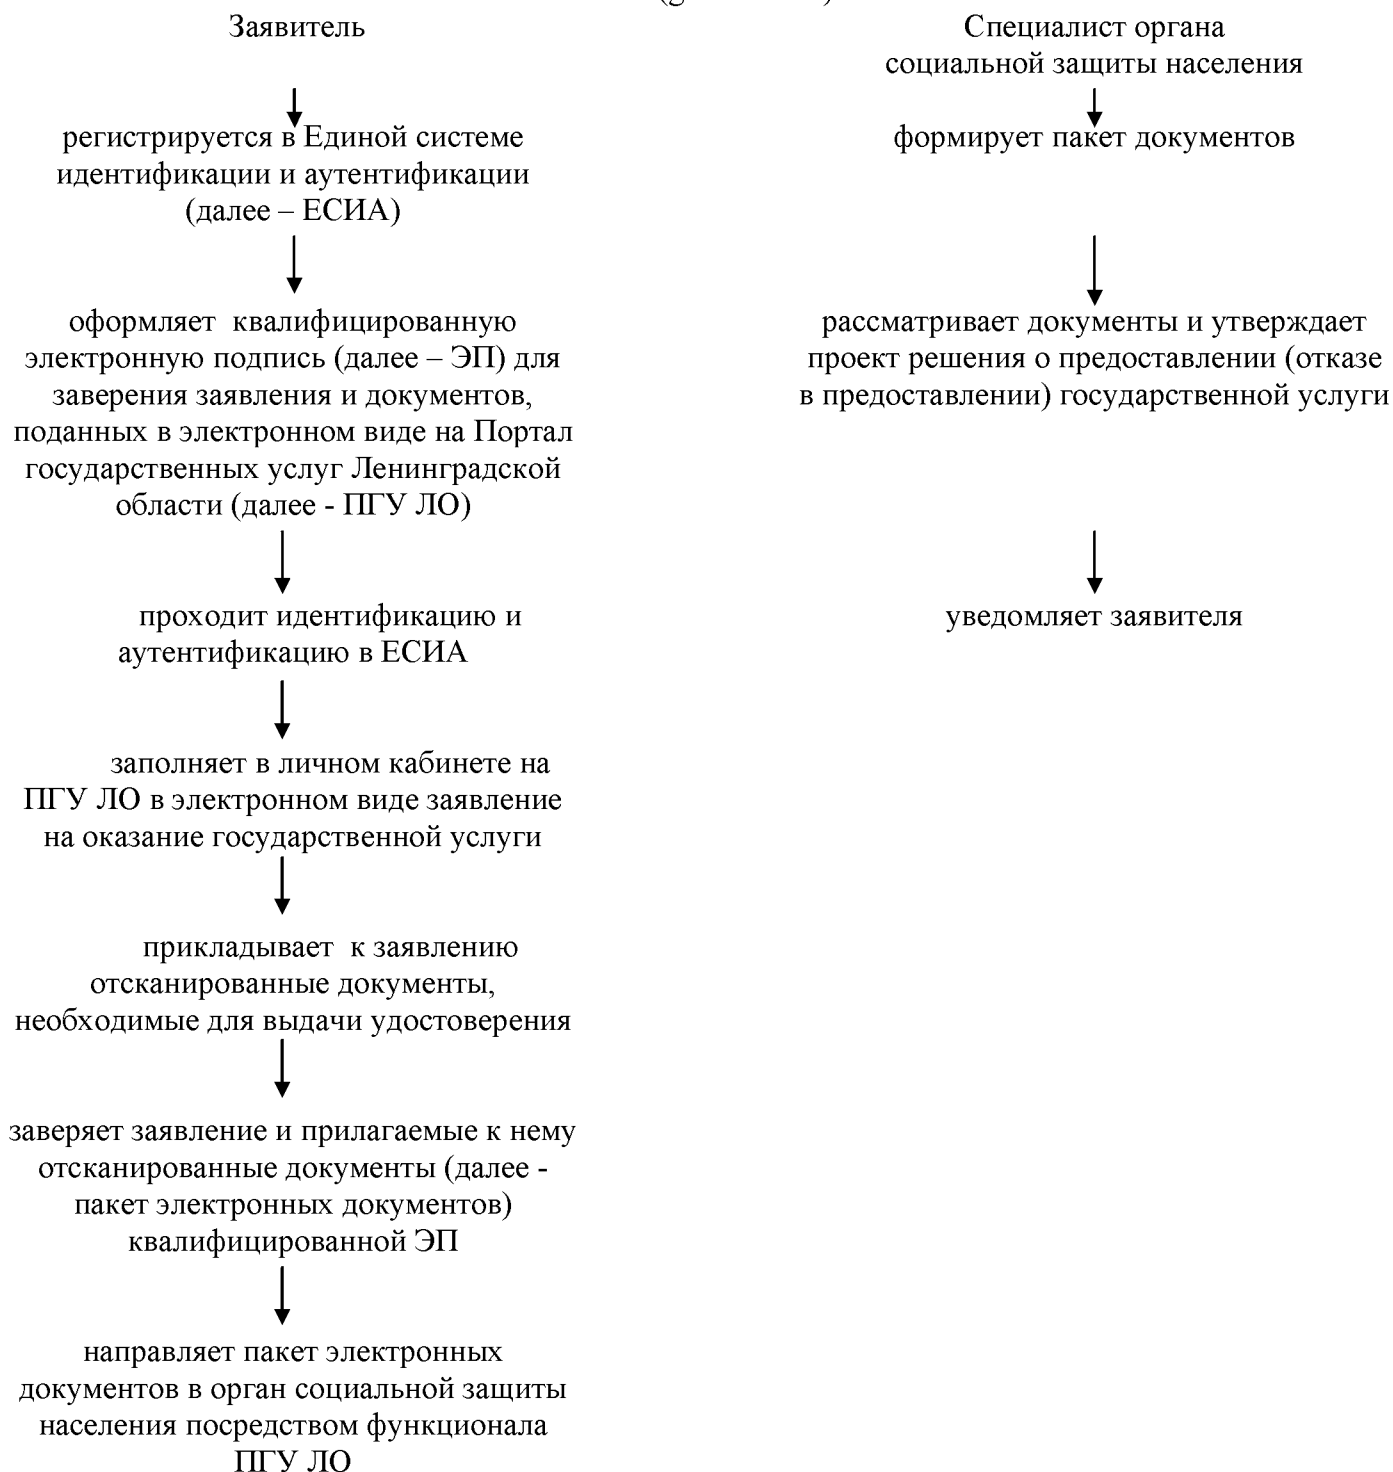 Заявитель
регистрируется в Единой системе
идентификации и аутентификации
(далее – ЕСИА)
оформляет квалифицированную
электронную подпись (далее – ЭП) для
заверения заявления и документов,
поданных в электронном виде на Портал
государственных услуг Ленинградской
области (далее - ПГУ ЛО)
проходит идентификацию и
аутентификацию в ЕСИА
заполняет в личном кабинете на
ПГУ ЛО в электронном виде заявление
на оказание государственной услуги
прикладывает к заявлению
отсканированные документы,
необходимые для выдачи удостоверения
заверяет заявление и прилагаемые к нему
отсканированные документы (далее -
пакет электронных документов)
квалифицированной ЭП
направляет пакет электронных
документов в орган социальной защиты
населения посредством функционала
ПГУ ЛО
Специалист органа
социальной защиты населения
формирует пакет документов
рассматривает документы и утверждает
проект решения о предоставлении (отказе
в предоставлении) государственной услуги
уведомляет заявителя